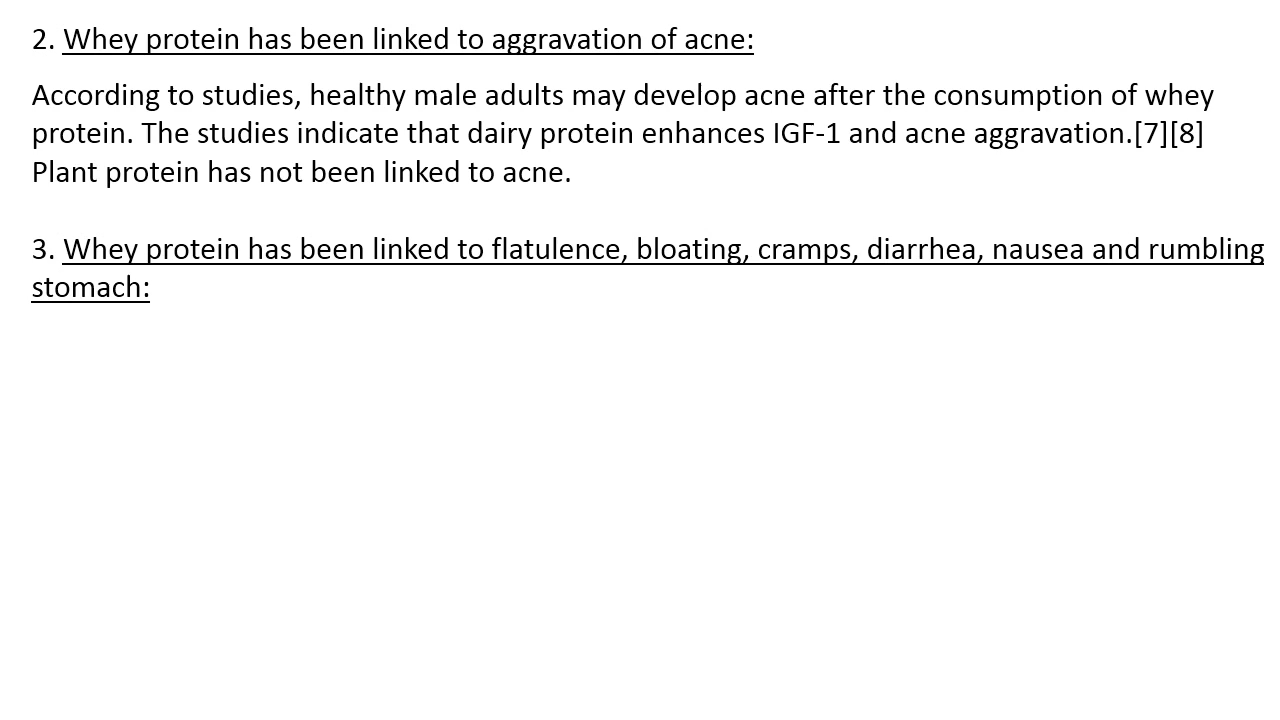 2. Whey protein has been linked to aggravation of acne:
According to studies, healthy male adults may develop acne after the consumption of whey
protein. The studies indicate that dairy protein enhances IGF-1 and acne aggravation.[7][8]
Plant protein has not been linked to acne.
3. Whey protein has been linked to flatulence, bloating, cramps, diarrhea, nausea and rumbling
stomach: